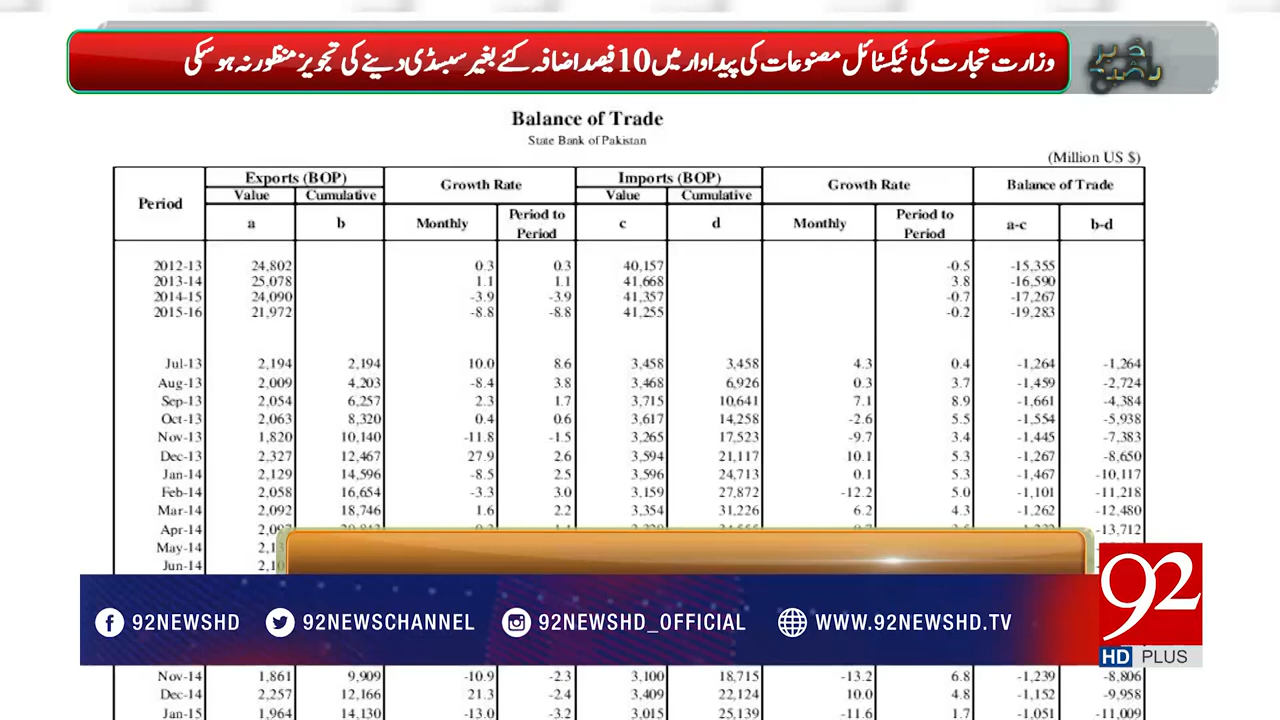 وزارت تجارت کی ٹیکسٹائل مصنوعات کی پیداوار میں 10 فیصد اضافہ کئے بغیر سبسڈی دینے کی تجویز منظور نہ ہو سکی
Balance of Trade
State Bank of Pakistan
(Million US $)
Period Exports (BOP) Growth Rate Imports (BOP) Growth Rate Balance of Trade
Value Cumulative Value Cumulative
a b Monthly Period to Period c d Monthly Period to Period a-c b-d
2012-13 24,802 0.3 0.3 40,157 -0.5 -15,355
2013-14 25,078 1.1 1.1 41,668 3.8 -16,590
2014-15 24,090 -3.9 -3.9 41,357 -0.7 -17,267
2015-16 21,972 -8.8 -8.8 41,255 -0.2 -19,283
Jul-13 2,194 2,194 10.0 8.6 3,458 3,458 4.3 0.4 -1,264 -1,264
Aug-13 2,009 4,203 -8.4 3.8 3,468 6,926 0.3 3.7 -1,459 -2,724
Sep-13 2,054 6,257 2.3 1.7 3,715 10,641 7.1 8.9 -1,661 -4,384
Oct-13 2,063 8,320 0.4 0.6 3,617 14,258 -2.6 5.5 -1,554 -5,938
Nov-13 1,820 10,140 -11.8 -1.5 3,265 17,523 -9.7 3.4 -1,445 -7,383
Dec-13 2,327 12,467 27.9 2.6 3,594 21,117 10.1 5.3 -1,267 -8,650
Jan-14 2,129 14,596 -8.5 2.5 3,596 24,713 0.1 5.3 -1,467 -10,117
Feb-14 2,058 16,654 -3.3 3.0 3,159 27,872 -12.2 5.0 -1,101 -11,218
Mar-14 2,092 18,746 1.6 2.2 3,354 31,226 6.2 4.3 -1,262 -12,480
Apr-14 -13,712
May-14
Jun-14
92NEWSHD 92NEWSCHANNEL 92NEWSHD_OFFICIAL WWW.92NEWSHD.TV
92
HD PLUS
Nov-14 1,861 9,909 -10.9 -2.3 3,100 18,715 -13.2 6.8 -1,239 -8,806
Dec-14 2,257 12,166 21.3 -2.4 3,409 22,124 10.0 4.8 -1,152 -9,958
Jan-15 1,964 14,130 -13.0 -3.2 3,015 25,139 -11.6 1.7 -1,051 -11,009